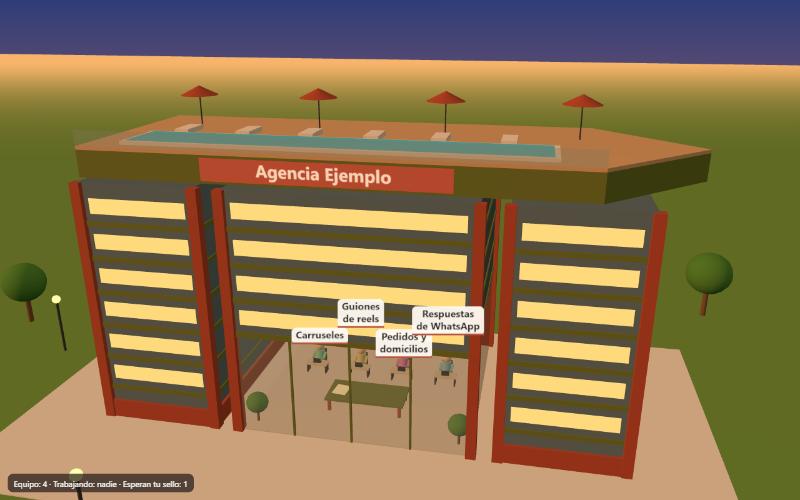 Agencia Ejemplo
Guiones
de reels
Respuestas
de WhatsApp
Carruseles
Pedidos y
domicilios
Equipo: 4 · Trabajando: nadie · Esperan tu sello: 1